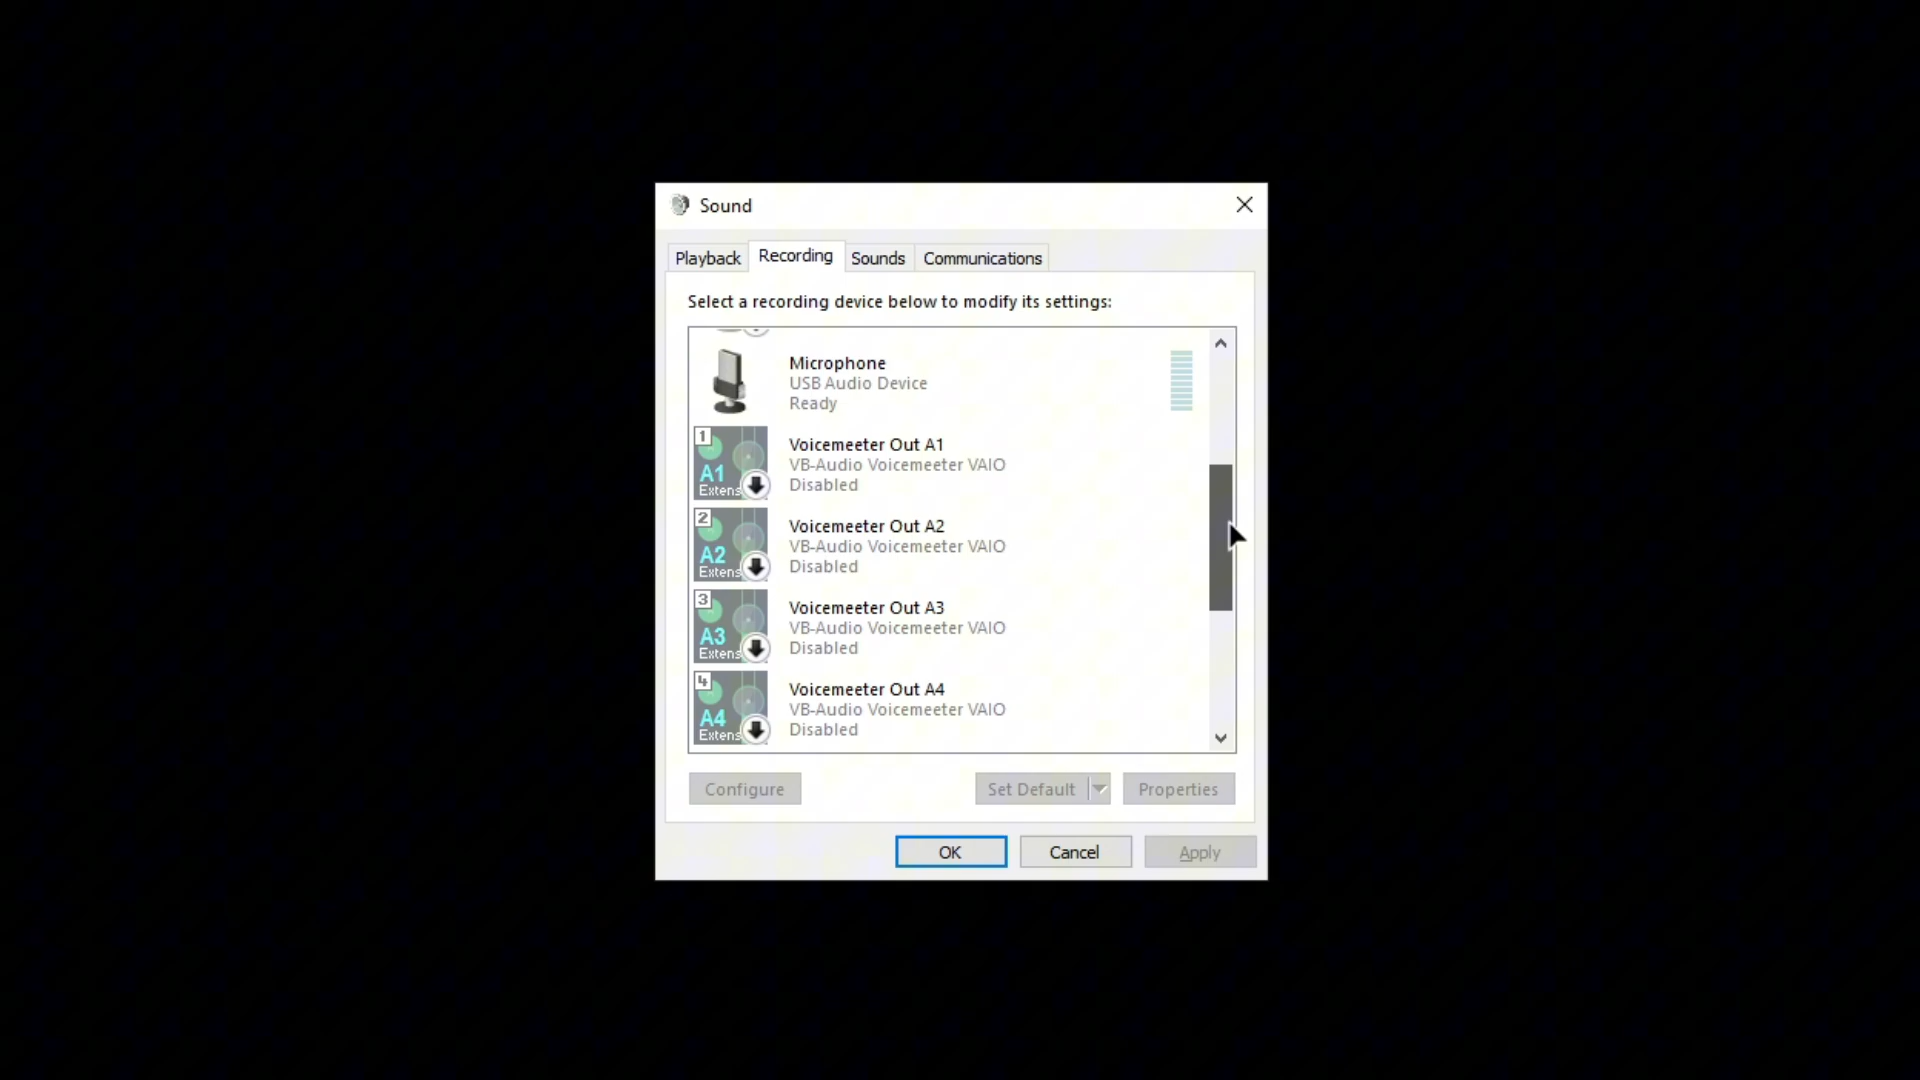 Sound
Playback
Recording
Sounds
Communications
Select a recording device below to modify its settings:
Microphone
USB Audio Device
Ready
1
A1
Extens
Voicemeeter Out A1
VB-Audio Voicemeeter VAIO
Disabled
2
A2
Extens
Voicemeeter Out A2
VB-Audio Voicemeeter VAIO
Disabled
3
A3
Extens
Voicemeeter Out A3
VB-Audio Voicemeeter VAIO
Disabled
4
A4
Extens
Voicemeeter Out A4
VB-Audio Voicemeeter VAIO
Disabled
Configure
Set Default
Properties
OK
Cancel
Apply